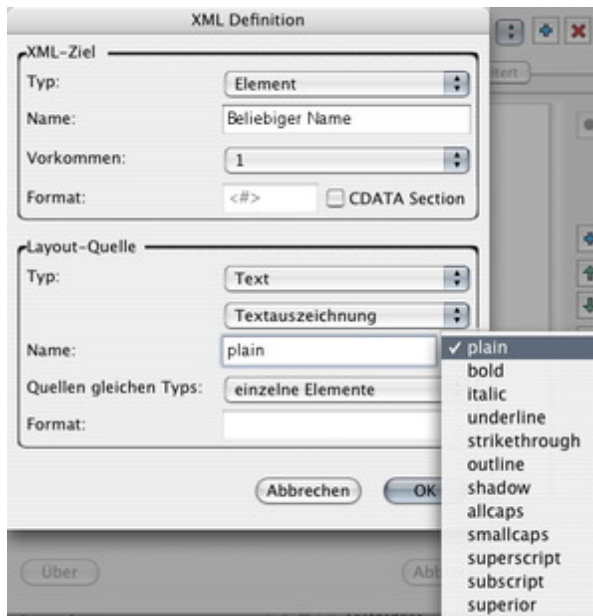 XML Definition
XML-Ziel
Typ: Element
Name: Beliebiger Name
Vorkommen: 1
Format: <#> CDATA Section
Layout-Quelle
Typ: Text
Textauszeichnung
Name: plain
Quellen gleichen Typs: einzelne Elemente
Format:
Abbrechen OK
✓ plain
bold
italic
underline
strikethrough
outline
shadow
allcaps
smallcaps
superscript
subscript
superior
Über